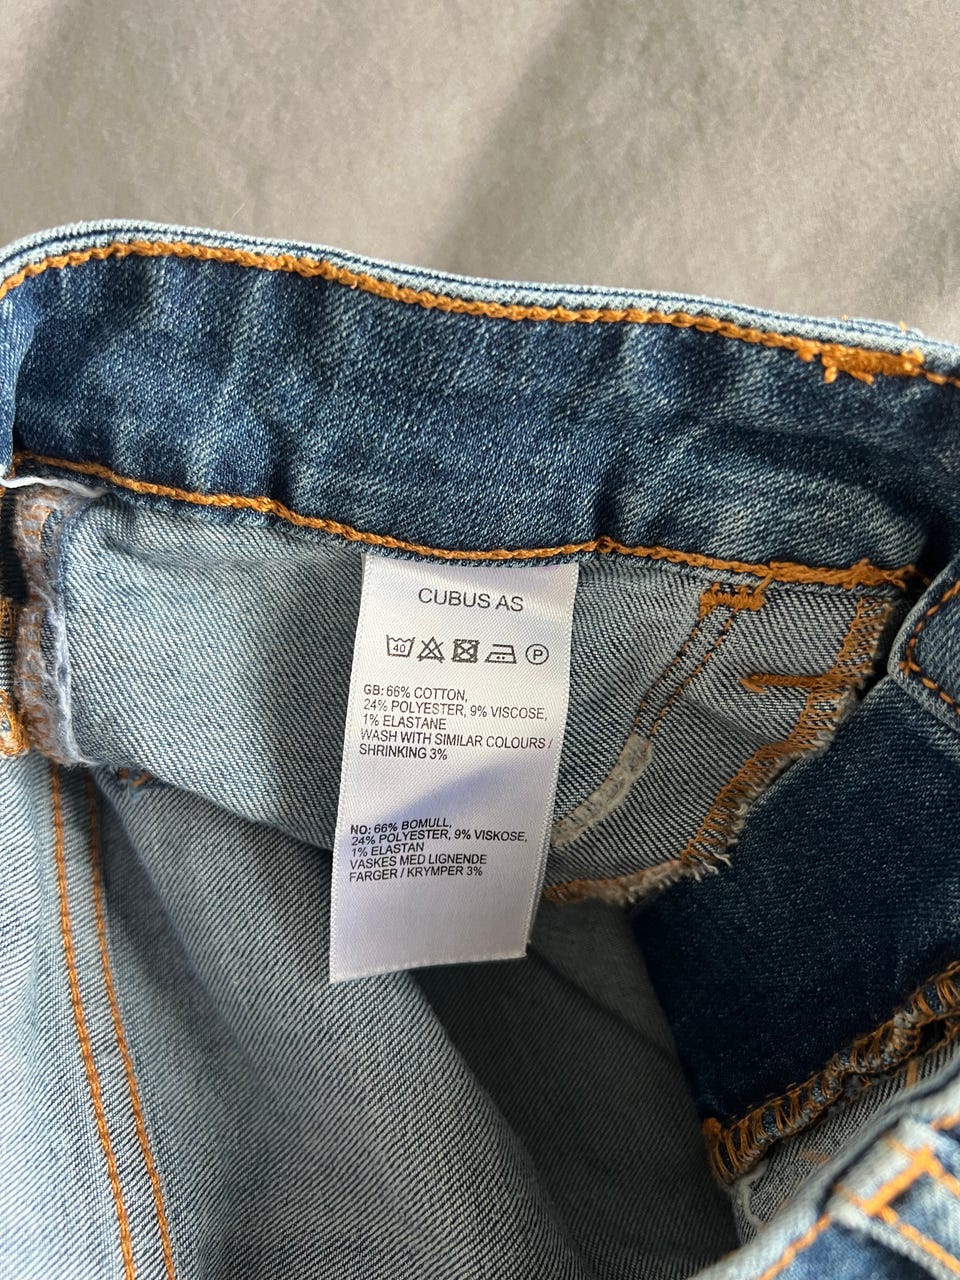 CUBUS AS
40 P
GB: 66% COTTON,
24% POLYESTER, 9% VISCOSE,
1% ELASTANE
WASH WITH SIMILAR COLOURS /
SHRINKING 3%
NO: 66% BOMULL,
24% POLYESTER, 9% VISKOSE,
1% ELASTAN
VASKES MED LIGNENDE
FARGER / KRYMPER 3%